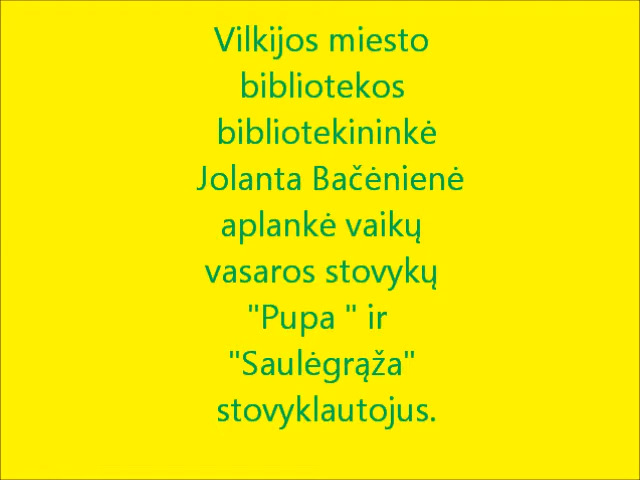 Vilkijos miesto
bibliotekos
bibliotekininkė
Jolanta Bačėnienė
aplankė vaikų
vasaros stovykų
"Pupa " ir
"Saulėgrąža"
stovyklautojus.